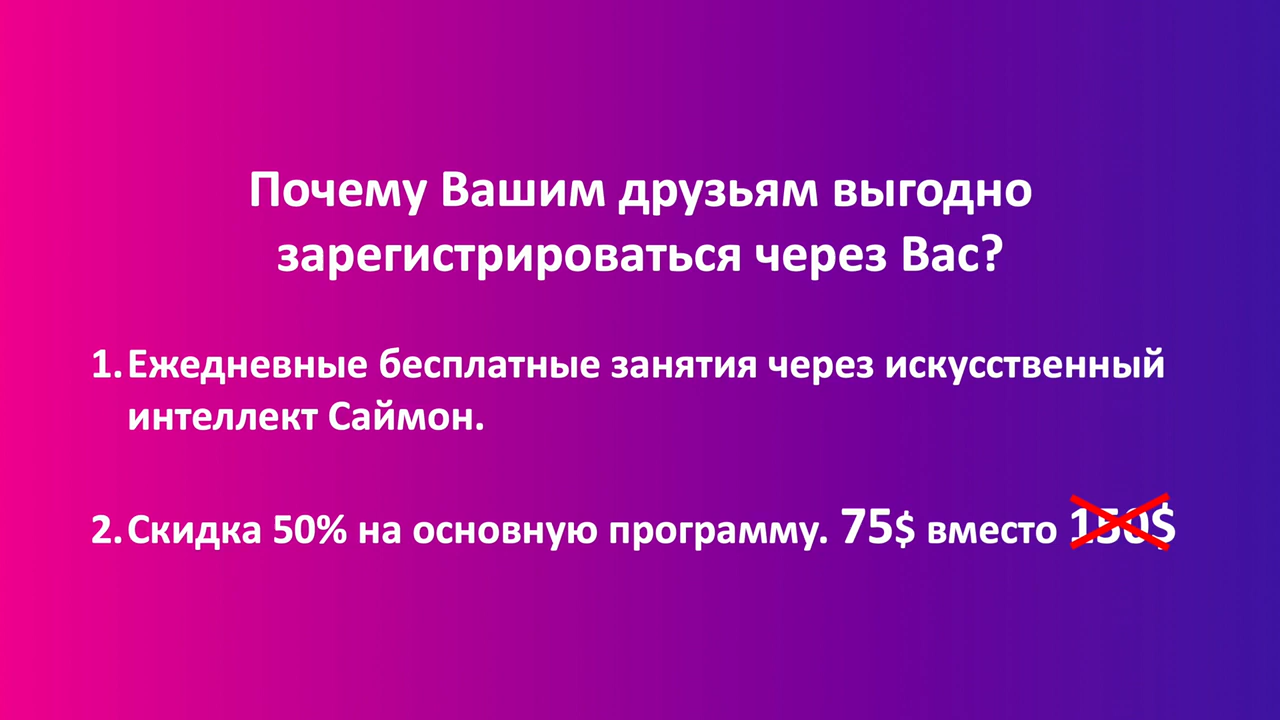 Почему Вашим друзьям выгодно
зарегистрироваться через Вас?
1. Ежедневные бесплатные занятия через искусственный
интеллект Саймон.
2. Скидка 50% на основную программу. 75$ вместо 150$